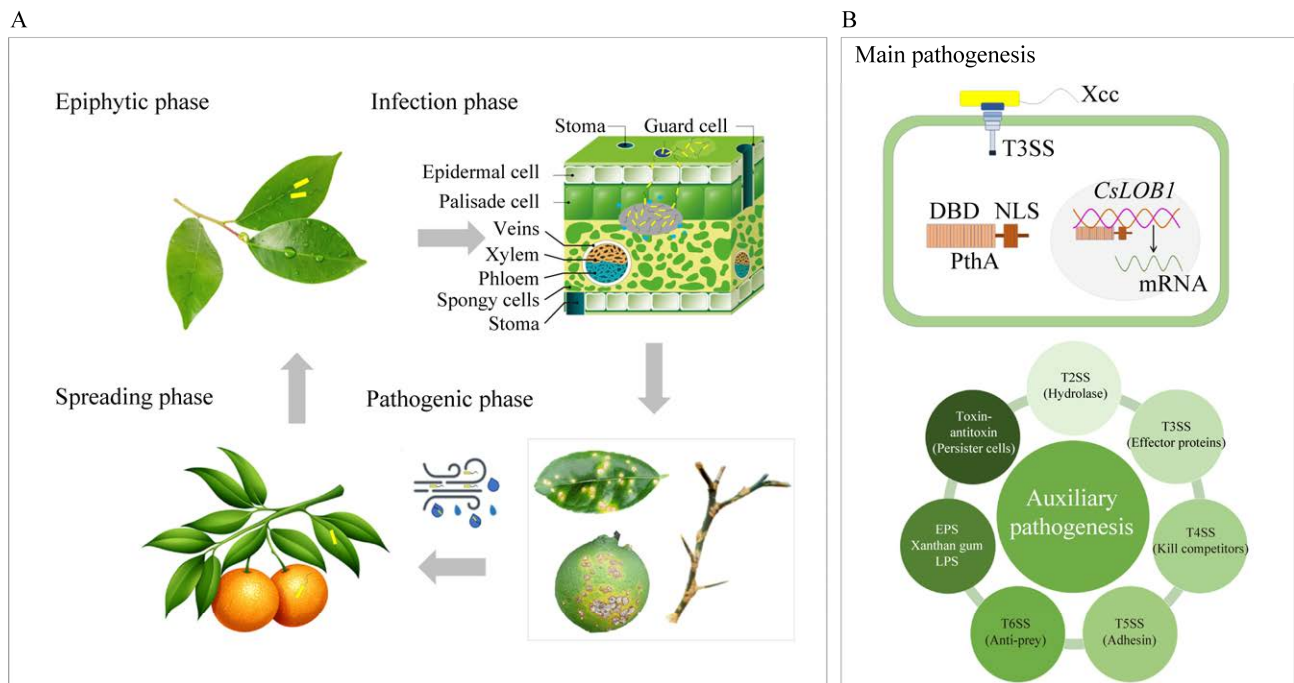 A
Epiphytic phase
Infection phase
Stoma
Guard cell
Epidermal cell
Palisade cell
Veins
Xylem
Phloem
Spongy cells
Stoma
Spreading phase
Pathogenic phase
B
Main pathogenesis
Xcc
T3SS
CsLOB1
DBD
NLS
PthA
mRNA
T2SS
(Hydrolase)
T3SS
(Effector proteins)
T4SS
(Kill competitors)
T5SS
(Adhesin)
T6SS
(Anti-prey)
EPS
Xanthan gum
LPS
Toxin-
antitoxin
(Persister cells)
Auxiliary
pathogenesis